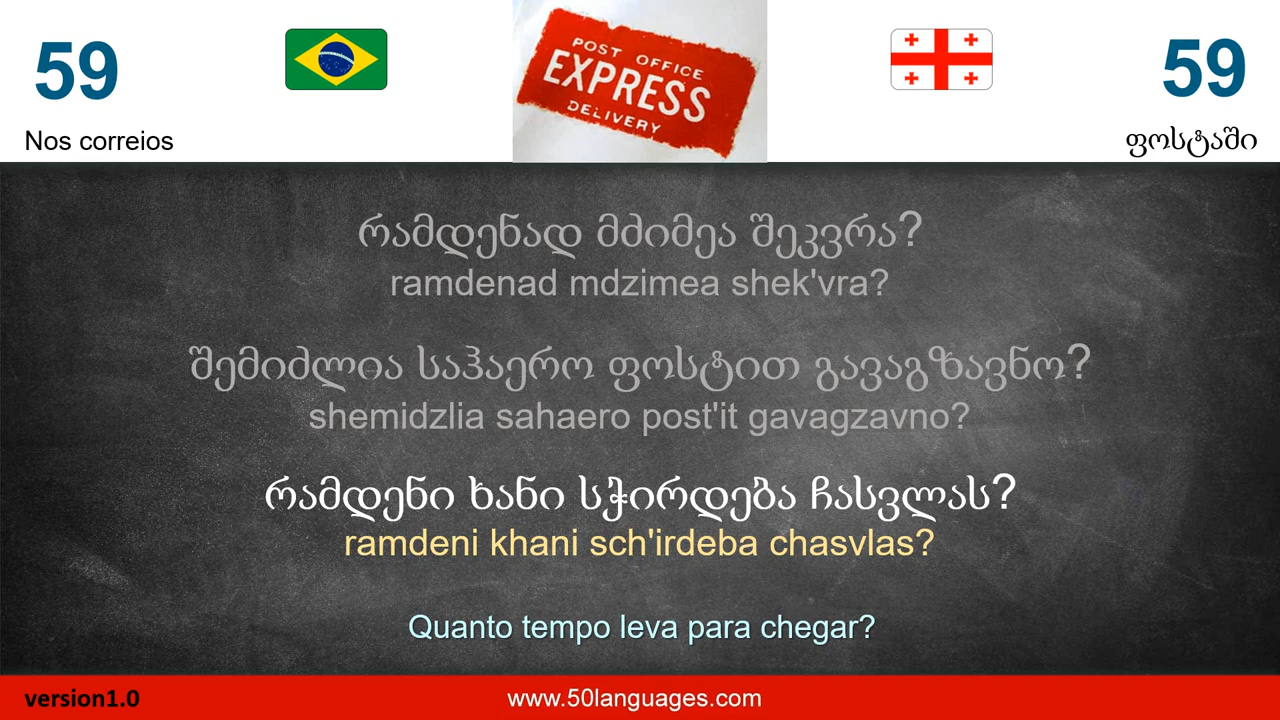 59
59
Nos correios
ფოსტაში
POST OFFICE
EXPRESS
DELIVERY
რამდენად მძიმეა შეკვრა?
ramdenad mdzimea shek'vra?
შემიძლია საჰაერო ფოსტით გავაგზავნო?
shemidzlia sahaero post'it gavagzavno?
რამდენი ხანი სჭირდება ჩასვლას?
ramdeni khani sch'irdeba chasvlas?
Quanto tempo leva para chegar?
version1.0
www.50languages.com